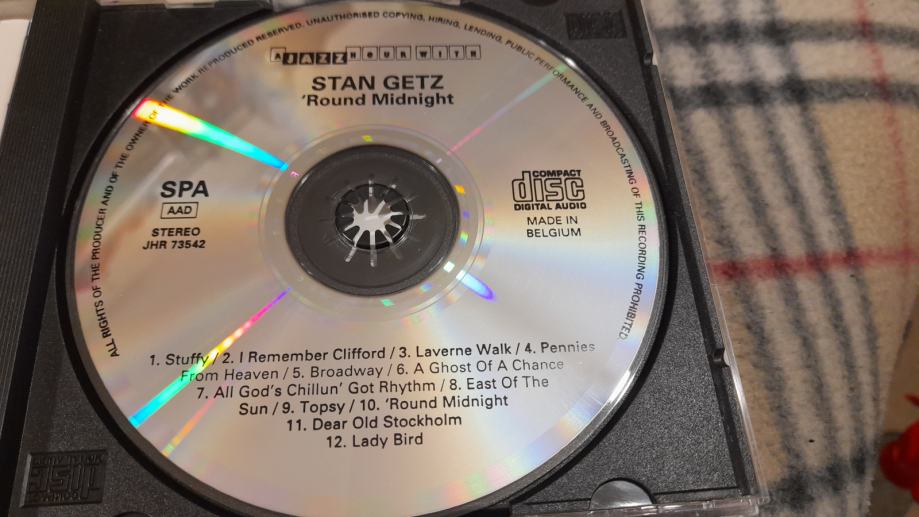 ALL RIGHTS OF THE PRODUCER AND OF THE OWNER OF THE WORK REPRODUCED RESERVED. UNAUTHORISED COPYING, HIRING, LENDING, PUBLIC PERFORMANCE AND BROADCASTING OF THIS RECORDING PROHIBITED.
A JAZZ HOUR WITH
STAN GETZ
'Round Midnight
SPA
AAD
STEREO
JHR 73542
COMPACT
disc
DIGITAL AUDIO
MADE IN
BELGIUM
1. Stuffy / 2. I Remember Clifford / 3. Laverne Walk / 4. Pennies
From Heaven / 5. Broadway / 6. A Ghost Of A Chance
7. All God's Chillun' Got Rhythm / 8. East Of The
Sun / 9. Topsy / 10. 'Round Midnight
11. Dear Old Stockholm
12. Lady Bird